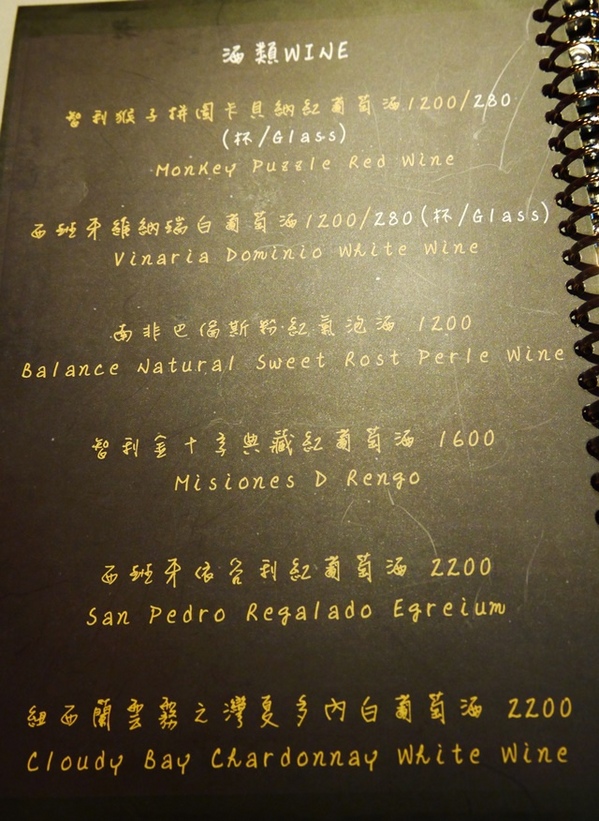 酒類WINE
智利猴子拼圖卡貝納紅葡萄酒1200/280
(杯/Glass)
Monkey Puzzle Red Wine
西班牙維納瑞白葡萄酒1200/280(杯/Glass)
Vinaria Dominio White Wine
南非巴倫斯粉紅氣泡酒 1200
Balance Natural Sweet Rost Perle Wine
智利金十字典藏紅葡萄酒 1600
Misiones D Rengo
西班牙依谷利紅葡萄酒 2200
San Pedro Regalado Egreium
紐西蘭雲霧之灣夏多內白葡萄酒 2200
Cloudy Bay Chardonnay White Wine